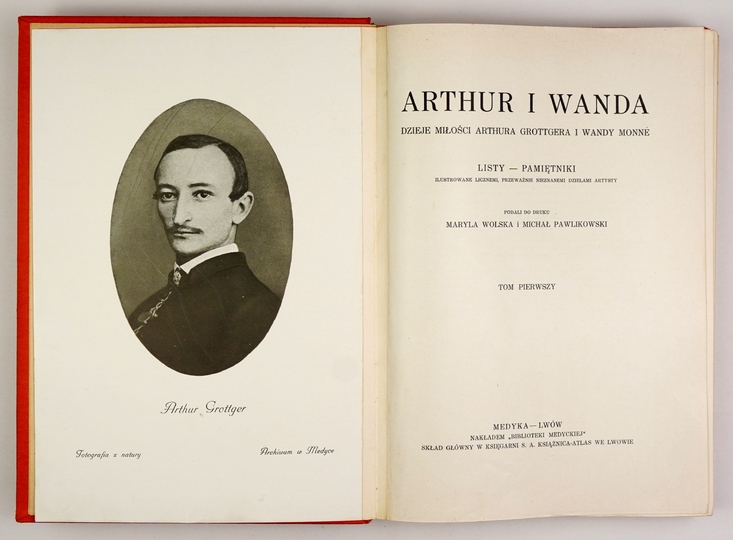 Arthur Grottger
Fotografia z natury
Archiwum w Medyce
ARTHUR I WANDA
DZIEJE MIŁOŚCI ARTHURA GROTTGERA I WANDY MONNÉ
LISTY — PAMIĘTNIKI
ILUSTROWANE LICZNEMI, PRZEWAŻNIE NIEZNANEMI DZIEŁAMI ARTYSTY
PODALI DO DRUKU
MARYLA WOLSKA i MICHAŁ PAWLIKOWSKI
TOM PIERWSZY
MEDYKA — LWÓW
NAKŁADEM „BIBLIOTEKI MEDYCKIEJ“
SKŁAD GŁÓWNY W KSIĘGARNI S. A. KSIĄŻNICA-ATLAS WE LWOWIE